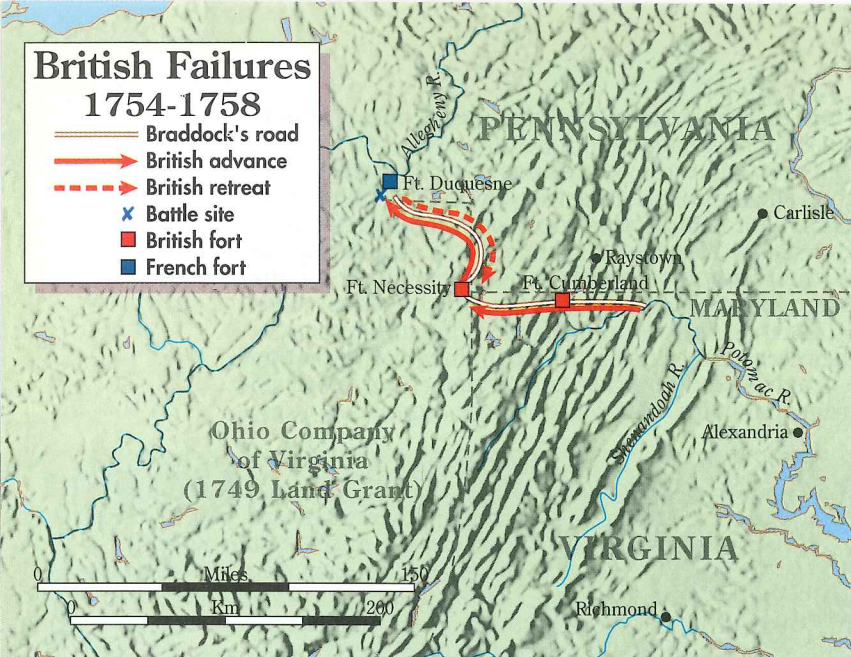 British Failures
1754-1758
Braddock's road
British advance
British retreat
Battle site
British fort
French fort
Allegheny R.
PENNSYLVANIA
Ft. Duquesne
Carlisle
Raystown
Ft. Necessity
Ft. Cumberland
MARYLAND
Potomac R.
Shenandoah R.
Alexandria
Ohio Company
of Virginia
(1749 Land Grant)
VIRGINIA
0 Miles 150
0 Km 200
Richmond